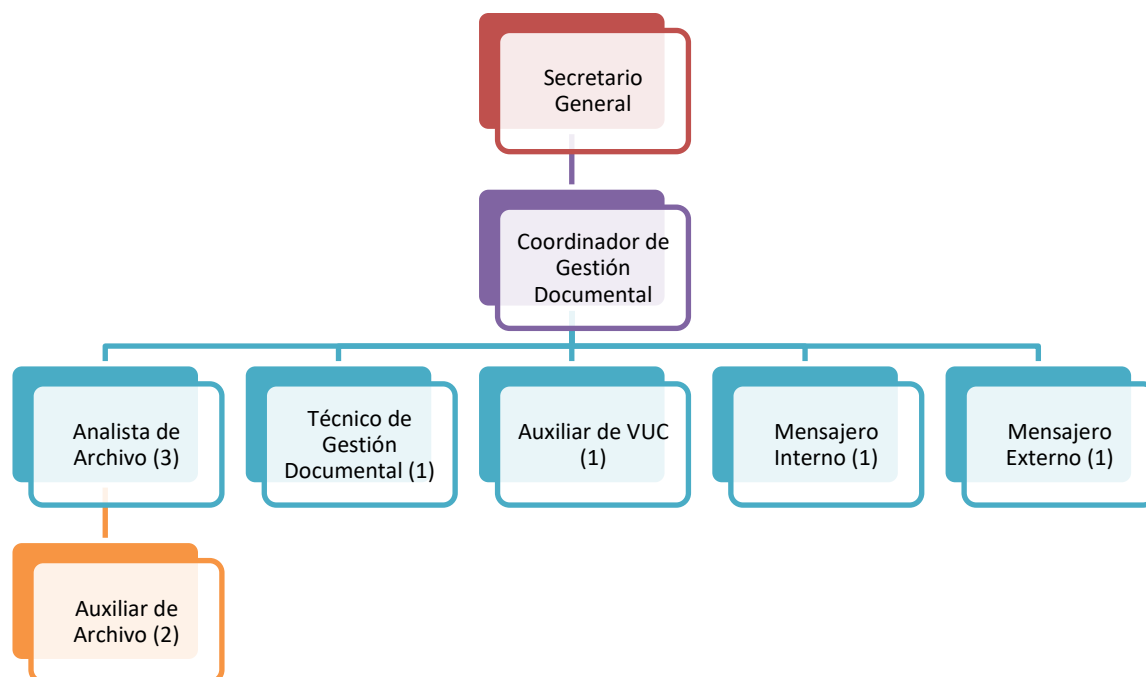 Secretario
General
Coordinador de
Gestión
Documental
Analista de
Archivo (3)
Técnico de
Gestión
Documental (1)
Auxiliar de VUC
(1)
Mensajero
Interno (1)
Mensajero
Externo (1)
Auxiliar de
Archivo (2)